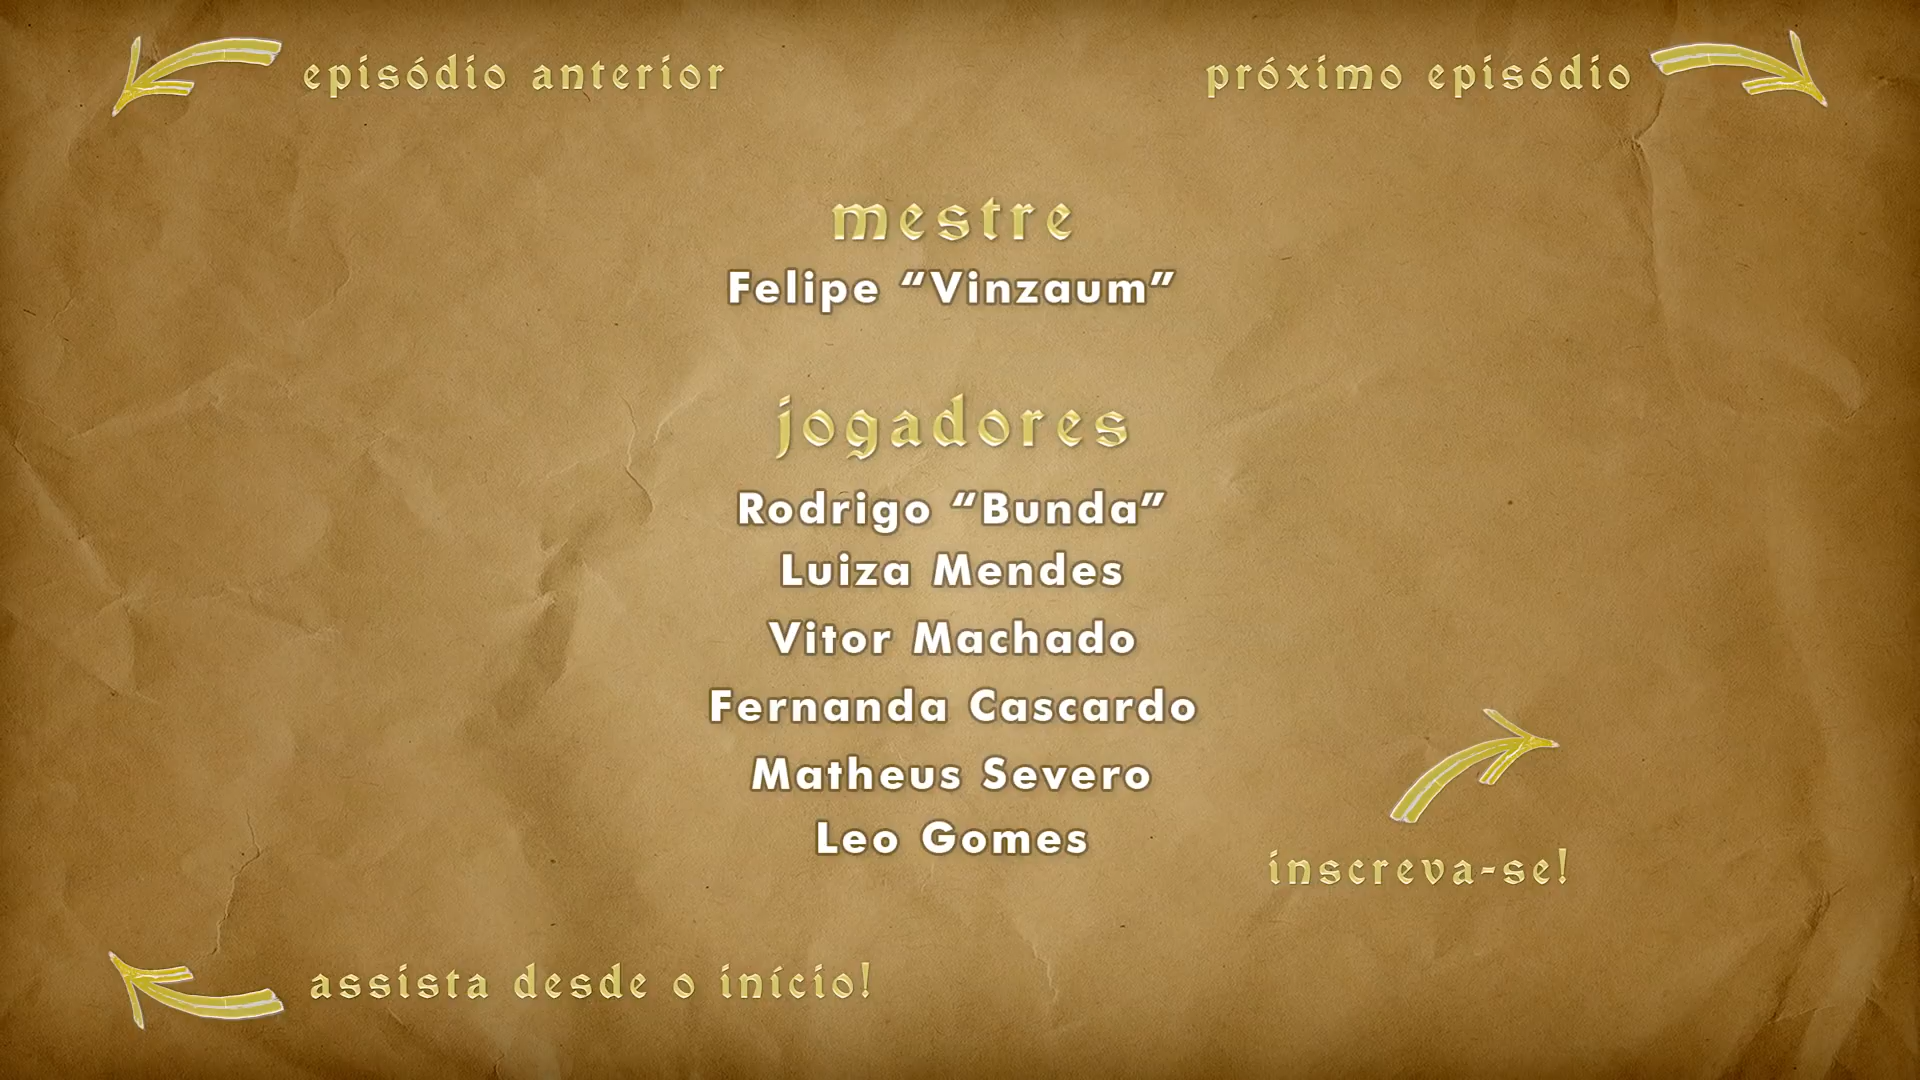 episódio anterior
próximo episódio
mestre
Felipe “Vinzaum”
jogadores
Rodrigo “Bunda”
Luiza Mendes
Vitor Machado
Fernanda Cascardo
Matheus Severo
Leo Gomes
inscreva-se!
assista desde o início!